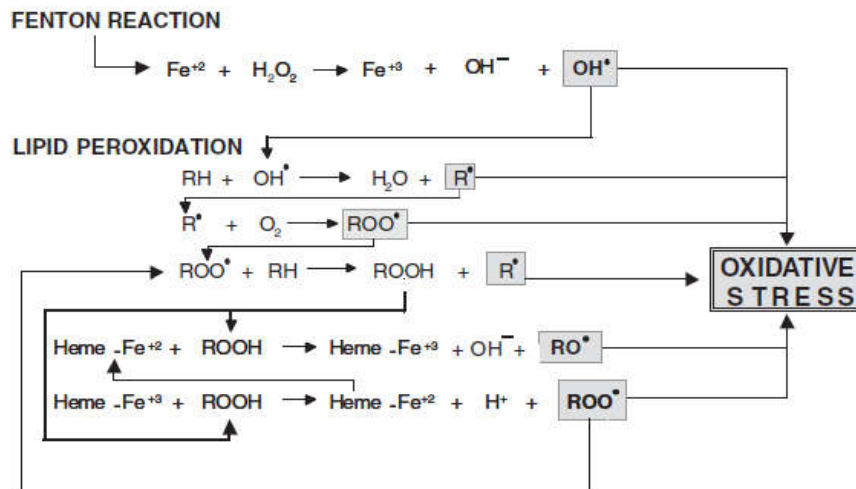 FENTON REACTION
Fe+2 + H2O2 → Fe+3 + OH− + OH•
LIPID PEROXIDATION
RH + OH• → H2O + R•
R• + O2 → ROO•
ROO• + RH → ROOH + R•
OXIDATIVE
STRESS
Heme -Fe+2 + ROOH → Heme -Fe+3 + OH− + RO•
Heme -Fe+3 + ROOH → Heme -Fe+2 + H+ + ROO•